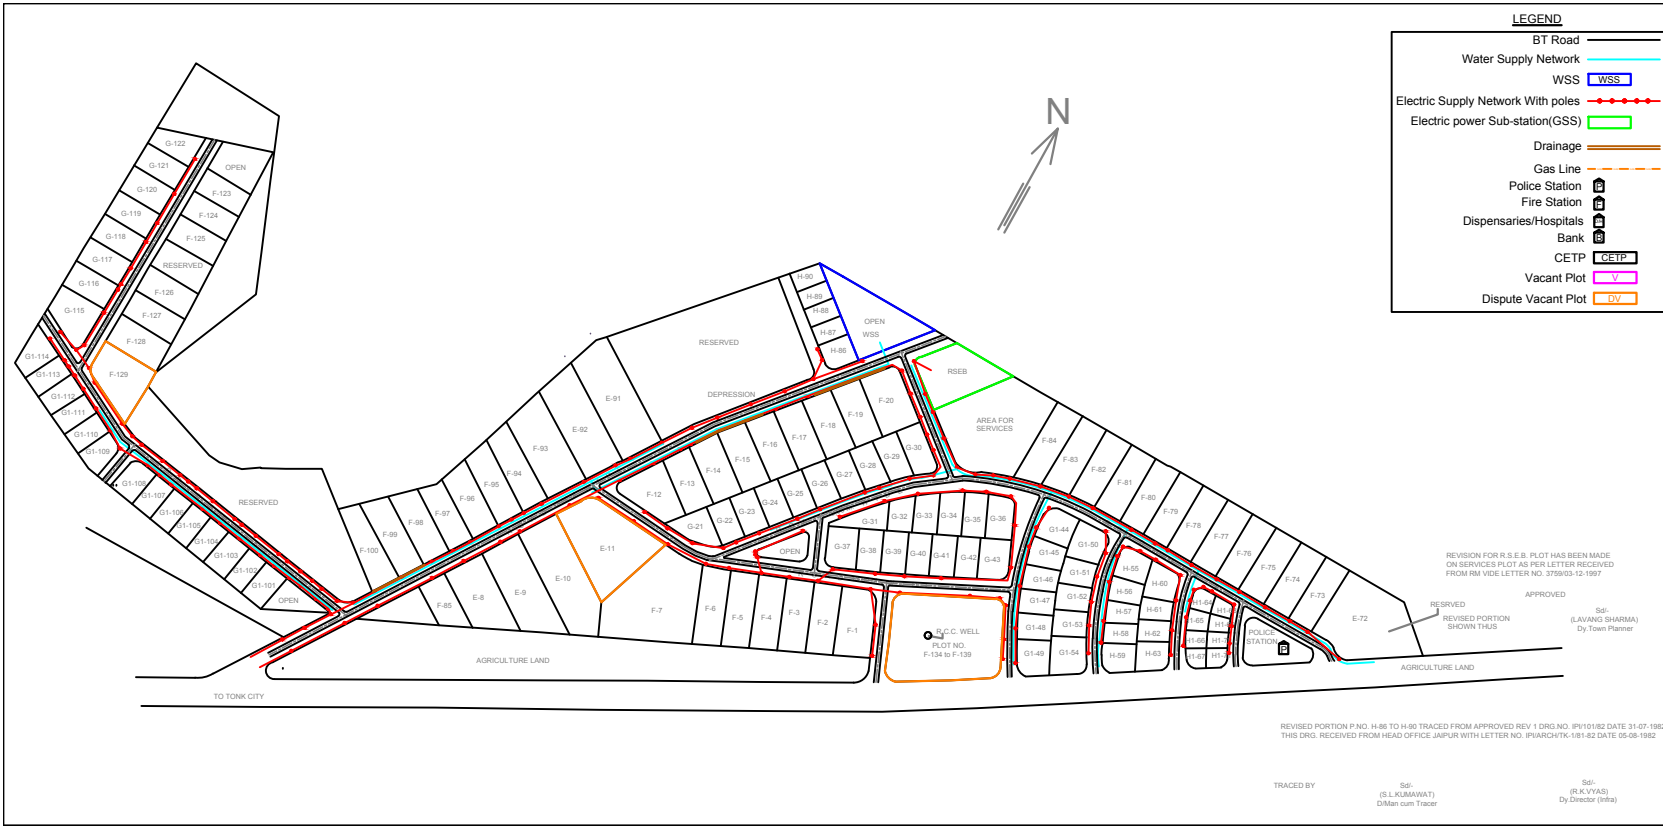 LEGEND
BT Road
Water Supply Network
WSS WSS
Electric Supply Network With poles
Electric power Sub-station(GSS)
Drainage
Gas Line
Police Station P
Fire Station F
Dispensaries/Hospitals
Bank B
CETP CETP
Vacant Plot V
Dispute Vacant Plot DV
N
G-122
G-121
G-120
G-119
G-118
G-117
G-116
G-115
OPEN
F-123
F-124
F-125
RESERVED
F-126
F-127
F-128
F-129
G1-114
G1-113
G1-112
G1-111
G1-110
G1-109
G1-108
G1-107
G1-106
G1-105
G1-104
G1-103
G1-102
G1-101
OPEN
RESERVED
F-100
F-99
F-98
F-97
F-96
F-95
F-94
F-93
E-92
E-91
RESERVED
DEPRESSION
H-90
H-89
H-88
H-87
H-86
OPEN
WSS
RSEB
AREA FOR
SERVICES
F-12
F-13
F-14
F-15
F-16
F-17
F-18
F-19
F-20
G-21
G-22
G-23
G-24
G-25
G-26
G-27
G-28
G-29
G-30
G-31
G-32
G-33
G-34
G-35
G-36
G-37
G-38
G-39
G-40
G-41
G-42
G-43
OPEN
F-85
E-8
E-9
E-10
E-11
F-7
F-6
F-5
F-4
F-3
F-2
F-1
R.C.C. WELL
PLOT NO.
F-134 to F-139
G1-44
G1-45
G1-46
G1-47
G1-48
G1-49
G1-50
G1-51
G1-52
G1-53
G1-54
H-55
H-56
H-57
H-58
H-59
H-60
H-61
H-62
H-63
H1-64
H1-66
H1-67
POLICE
STATION
P
F-84
F-83
F-82
F-81
F-80
F-79
F-78
F-77
F-76
F-75
F-74
F-73
E-72
AGRICULTURE LAND
AGRICULTURE LAND
TO TONK CITY
REVISION FOR R.S.E.B. PLOT HAS BEEN MADE
ON SERVICES PLOT AS PER LETTER RECEIVED
FROM RM VIDE LETTER NO. 3759/03-12-1997
APPROVED
RESRVED
REVISED PORTION
SHOWN THUS
Sd/-
(LAVANG SHARMA)
Dy.Town Planner
REVISED PORTION P.NO. H-86 TO H-90 TRACED FROM APPROVED REV 1 DRG.NO. IPI/101/82 DATE 31-07-1982
THIS DRG. RECEIVED FROM HEAD OFFICE JAIPUR WITH LETTER NO. IPI/ARCH/TK-1/81-82 DATE 05-08-1982
TRACED BY
Sd/-
(S.L.KUMAWAT)
D/Man cum Tracer
Sd/-
(R.K.VYAS)
Dy.Director (Infra)